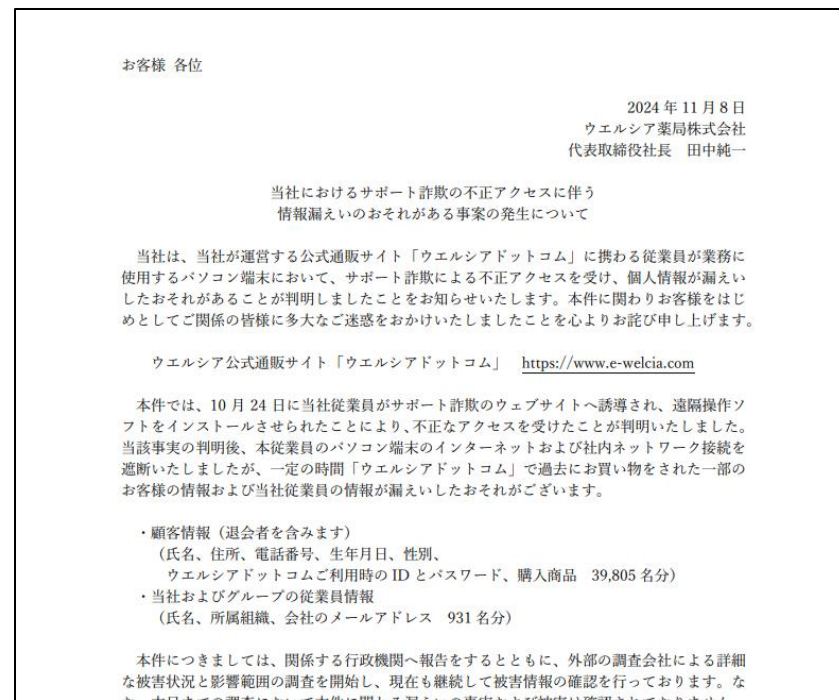 お客様 各位
2024 年 11 月 8 日
ウエルシア薬局株式会社
代表取締役社長 田中純一
当社におけるサポート詐欺の不正アクセスに伴う
情報漏えいのおそれがある事案の発生について
当社は、当社が運営する公式通販サイト「ウエルシアドットコム」に携わる従業員が業務に
使用するパソコン端末において、サポート詐欺による不正アクセスを受け、個人情報が漏えい
したおそれがあることが判明しましたことをお知らせいたします。本件に関わりお客様をはじ
めとしてご関係の皆様に多大なご迷惑をおかけいたしましたことを心よりお詫び申し上げます。
ウエルシア公式通販サイト「ウエルシアドットコム」 https://www.e-welcia.com
本件では、10 月 24 日に当社従業員がサポート詐欺のウェブサイトへ誘導され、遠隔操作ソ
フトをインストールさせられたことにより、不正なアクセスを受けたことが判明いたしました。
当該事実の判明後、本従業員のパソコン端末のインターネットおよび社内ネットワーク接続を
遮断いたしましたが、一定の時間「ウエルシアドットコム」で過去にお買い物をされた一部の
お客様の情報および当社従業員の情報が漏えいしたおそれがございます。
・顧客情報（退会者を含みます）
（氏名、住所、電話番号、生年月日、性別、
ウエルシアドットコムご利用時の ID とパスワード、購入商品 39,805 名分）
・当社およびグループの従業員情報
（氏名、所属組織、会社のメールアドレス 931 名分）
本件につきましては、関係する行政機関へ報告をするとともに、外部の調査会社による詳細
な被害状況と影響範囲の調査を開始し、現在も継続して被害情報の確認を行っております。な